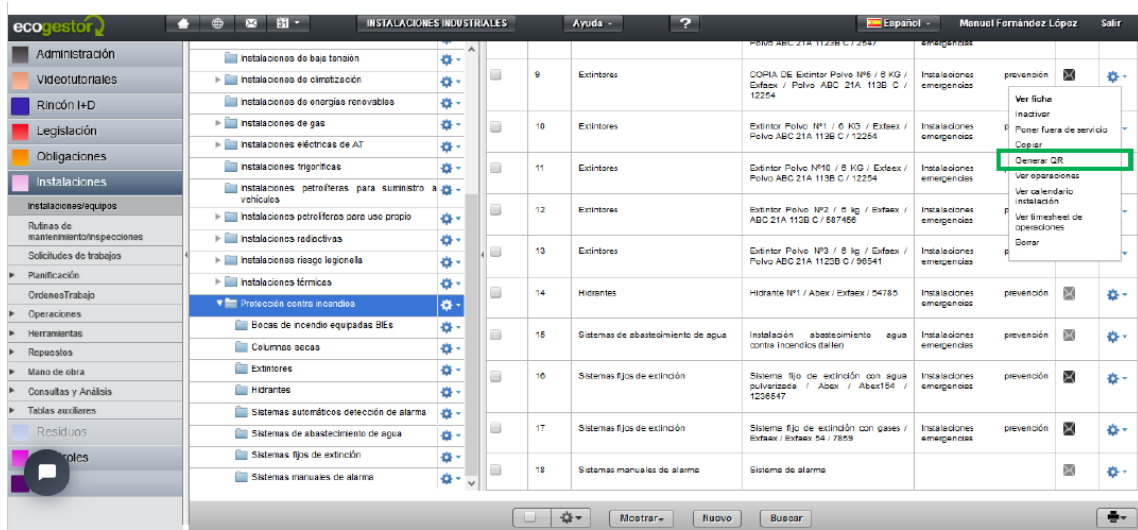 ecogestor
31
INSTALACIONES INDUSTRIALES
Ayuda
?
Español
Manuel Fernández López
Salir
Administración
Videotutoriales
Rincón I+D
Legislación
Obligaciones
Instalaciones
Instalaciones/equipos
Rutinas de
mantenimiento/inspecciones
Solicitudes de trabajos
Planificación
OrdenesTrabajo
Operaciones
Herramientas
Repuestos
Mano de obra
Consultas y Análisis
Tablas auxiliares
Residuos
roles
Instalaciones de baja tensión
Instalaciones de climatización
Instalaciones de energías renovables
Instalaciones de gas
Instalaciones eléctricas de AT
Instalaciones frigoríficas
Instalaciones petrolíferas para suministro a
vehículos
Instalaciones petrolíferas para uso propio
Instalaciones radiactivas
Instalaciones riesgo legionella
Instalaciones térmicas
Protección contra incendios
Bocas de incendio equipadas BIEs
Columnas secas
Extintores
Hidrantes
Sistemas automáticos detección de alarma
Sistemas de abastecimiento de agua
Sistemas fijos de extinción
Sistemas manuales de alarma
Polvo ABC 21A 1123B C / 2547
emergencias
9
Extintores
COPIA DE Extintor Polvo Nº5 / 6 KG /
Exfaex / Polvo ABC 21A 113B C /
12254
Instalaciones prevención
emergencias
10
Extintores
Extintor Polvo Nº1 / 6 KG / Exfaex /
Polvo ABC 21A 113B C / 12254
Instalaciones
emergencias
11
Extintores
Extintor Polvo Nº10 / 6 KG / Exfaex /
Polvo ABC 21A 113B C / 12254
Instalaciones
emergencias
12
Extintores
Extintor Polvo Nº2 / 6 kg / Exfaex /
ABC 21A 113B C / 587456
Instalaciones
emergencias
13
Extintores
Extintor Polvo Nº3 / 6 kg / Exfaex /
Polvo ABC 21A 1123B C / 96541
Instalaciones
emergencias
14
Hidrantes
Hidrante Nº1 / Abex / Exfaex / 54785
Instalaciones prevención
emergencias
15
Sistemas de abastecimiento de agua
Instalación abastecimiento agua
contra incendios (taller)
Instalaciones prevención
emergencias
16
Sistemas fijos de extinción
Sistema fijo de extinción con agua
pulverizada / Abex / Abex154 /
1236547
Instalaciones prevención
emergencias
17
Sistemas fijos de extinción
Sistema fijo de extinción con gases /
Exfaex / Exfaex 54 / 7859
Instalaciones prevención
emergencias
18
Sistemas manuales de alarma
Sistema de alarma
Ver ficha
Inactivar
Poner fuera de servicio
Copiar
Generar QR
Ver operaciones
Ver calendario
instalación
Ver timesheet de
operaciones
Borrar
Mostrar
Nuevo
Buscar